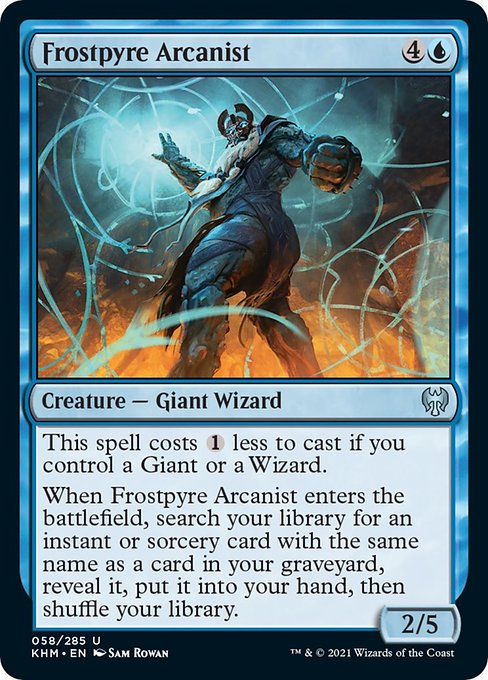 Frostpyre Arcanist 4
Creature — Giant Wizard
This spell costs 1 less to cast if you
control a Giant or a Wizard.
When Frostpyre Arcanist enters the
battlefield, search your library for an
instant or sorcery card with the same
name as a card in your graveyard,
reveal it, put it into your hand, then
shuffle your library.
2/5
058/285 U
KHM • EN Sam Rowan
™ & © 2021 Wizards of the Coast